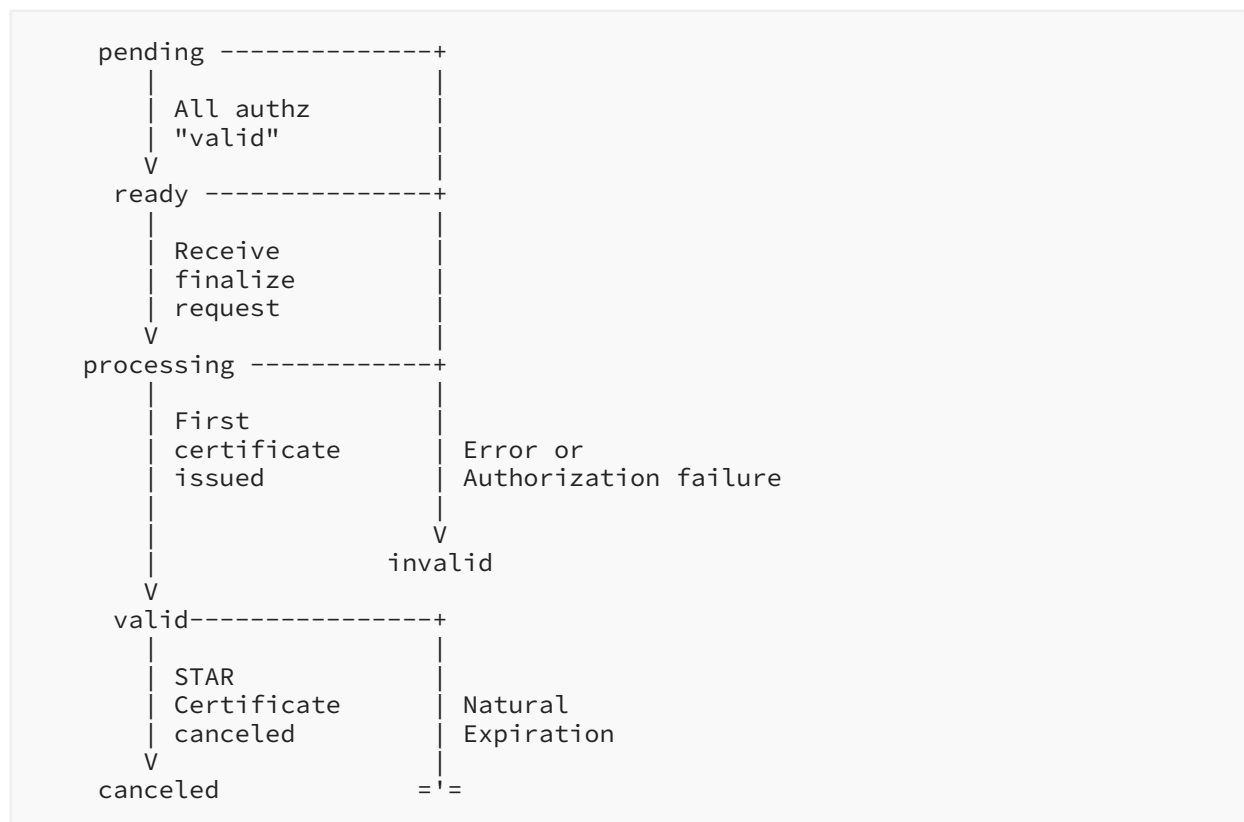 pending --------------+
|                  |
| All authz        |
| "valid"          |
V                  |
ready ---------------+
|                  |
| Receive          |
| finalize         |
| request          |
V                  |
processing ------------+
|                  |
| First            |
| certificate      | Error or
| issued           | Authorization failure
|                  |
|                  V
|               invalid
V
valid----------------+
|                  |
| STAR             |
| Certificate      | Natural
| canceled         | Expiration
V                  |
canceled             ='=